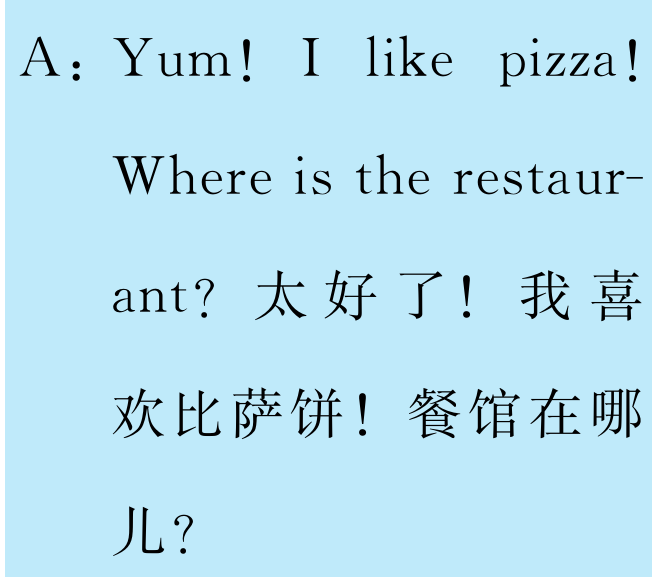 A：Yum！I like pizza！
Where is the restaur-
ant？太好了！我喜
欢比萨饼！餐馆在哪
儿？